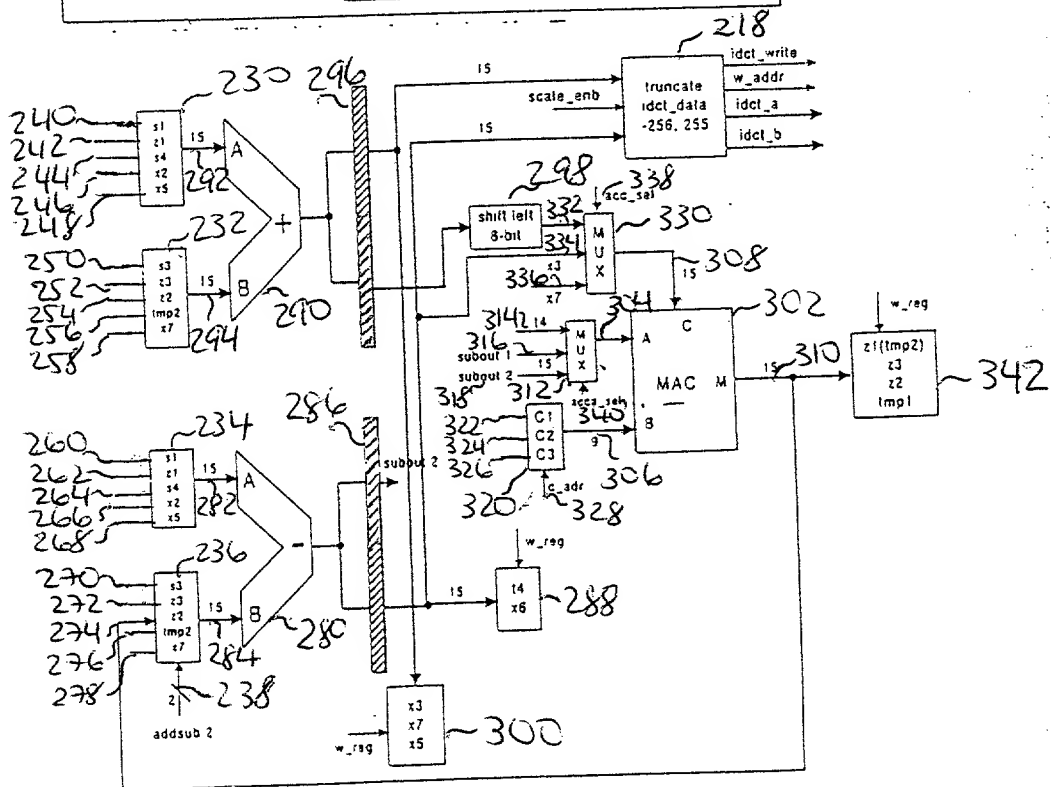 218
idct_write
w_addr
idct_a
idct_b
15
truncate
idct_data
-256, 255
scale_enb
15
230
296
240
242
244
246
248
s1
z1
s4
x2
x5
15
292
A
+
232
250
252
254
256
258
s3
z3
z2
tmp2
x7
15
294
B
290
298
shift left
8-bit
332
338
acc_sel
330
334
M
U
X
336
x3
x7
308
15
304
302
314
t4
316
subout 1
15
318
subout 2
312
M
U
X
acca_sel
340
C
A
MAC
M
B
15
310
w_reg
z1(tmp2)
z3
z2
tmp1
342
322
324
326
C1
C2
C3
9
306
320
c_adr
328
286
234
260
262
264
266
268
s1
z1
s4
x2
x5
15
282
A
-
subout 2
236
270
272
274
276
278
s3
z3
z2
tmp2
x7
15
284
B
280
2
238
addsub 2
15
w_reg
t4
x6
288
w_reg
x3
x7
x5
300